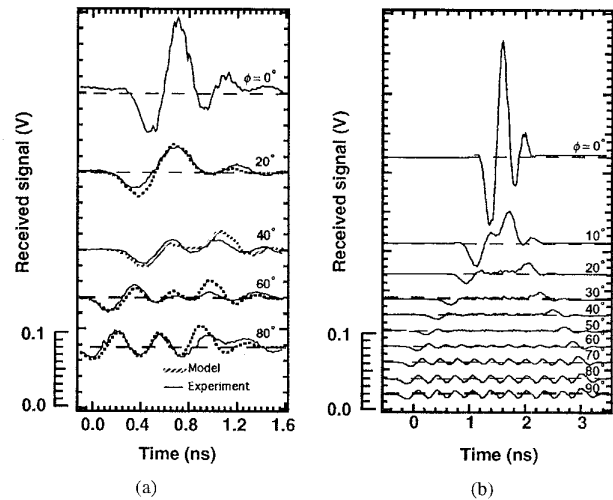 Received signal (V)
ϕ = 0°
20°
40°
60°
80°
0.1
0.0
Model
Experiment
0.0 0.4 0.8 1.2 1.6
Time (ns)
(a)
Received signal (V)
ϕ = 0°
10°
20°
30°
40°
50°
60°
70°
80°
90°
0.1
0.0
0 1 2 3
Time (ns)
(b)